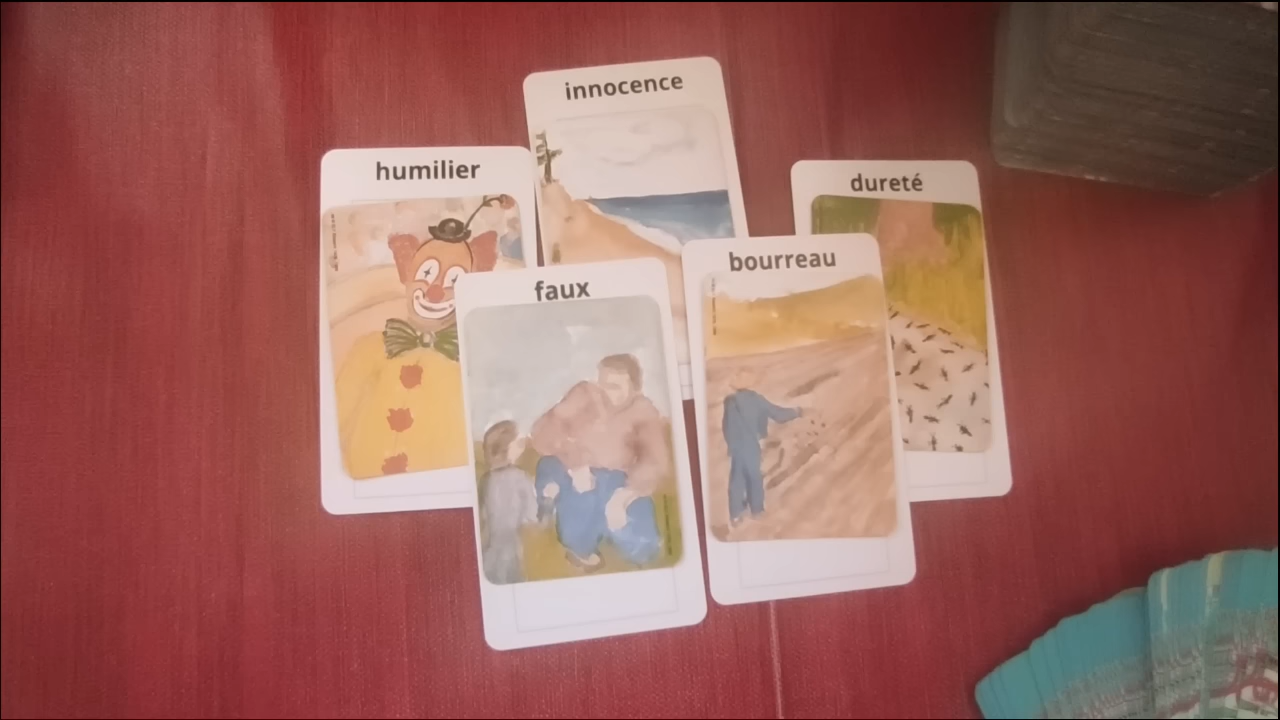 innocence
humilier
dureté
bourreau
faux